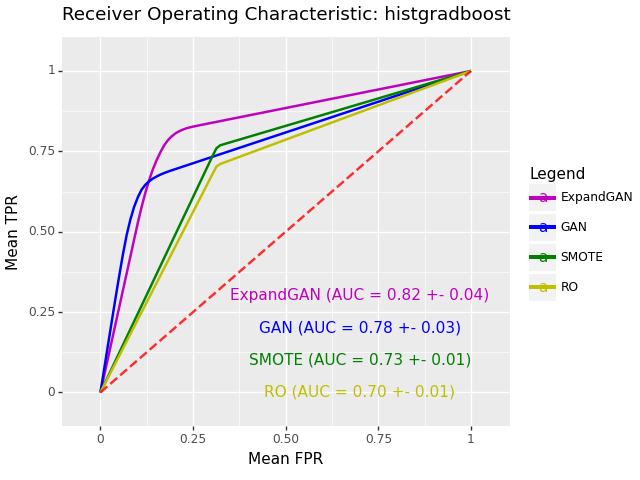 Receiver Operating Characteristic: histgradboost
Mean TPR
1
0.75
0.50
0.25
0
ExpandGAN (AUC = 0.82 +- 0.04)
GAN (AUC = 0.78 +- 0.03)
SMOTE (AUC = 0.73 +- 0.01)
RO (AUC = 0.70 +- 0.01)
0 0.25 0.50 0.75 1
Mean FPR
Legend
a ExpandGAN
a GAN
a SMOTE
a RO